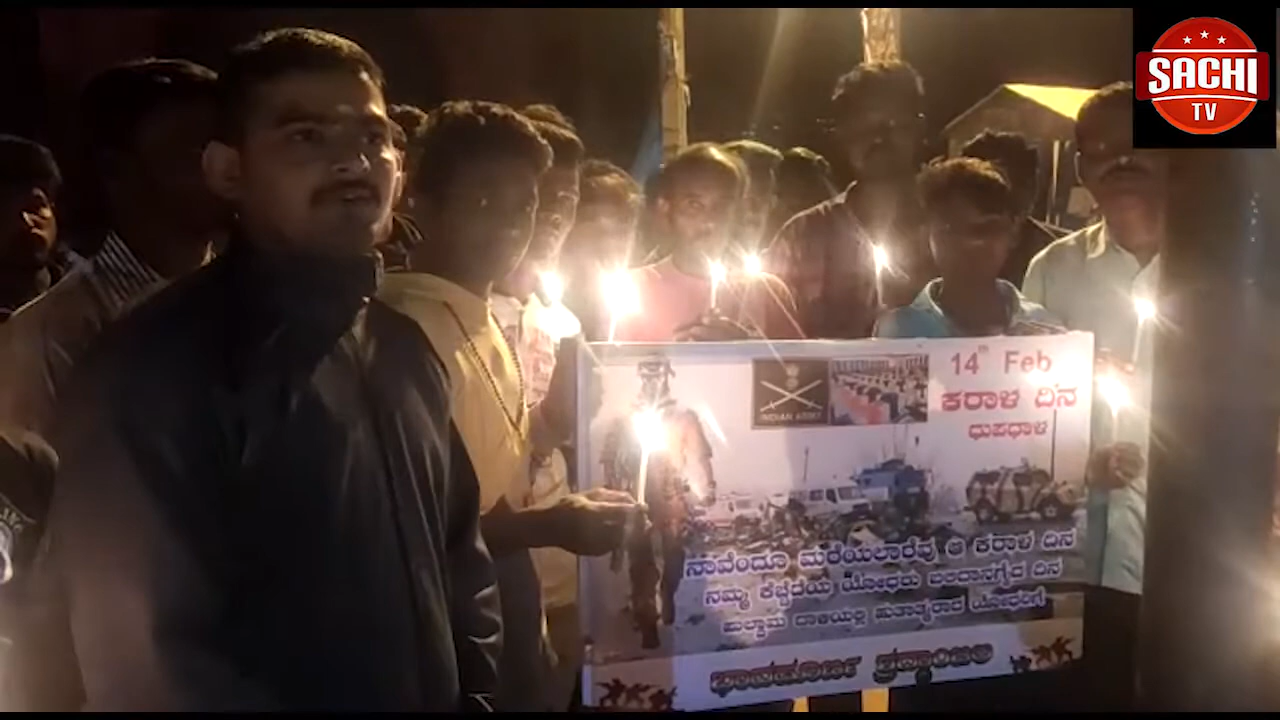 SACHI
TV
14th Feb
INDIAN ARMY
ಕರಾಳ ದಿನ
ನಾವೆಂದೂ ಮರೆಯಲಾರೆವು ಆ ಕರಾಳ ದಿನ
ನಮ್ಮ ಕೆಚ್ಚೆದೆಯ ಯೋಧರು ಬಲಿದಾನಗೈದ ದಿನ
ಪುಲ್ವಾಮ ದಾಳಿಯಲ್ಲಿ ಹುತಾತ್ಮರಾದ ಯೋಧರಿಗೆ
ಭಾವಪೂರ್ಣ ಶ್ರದ್ಧಾಂಜಲಿ